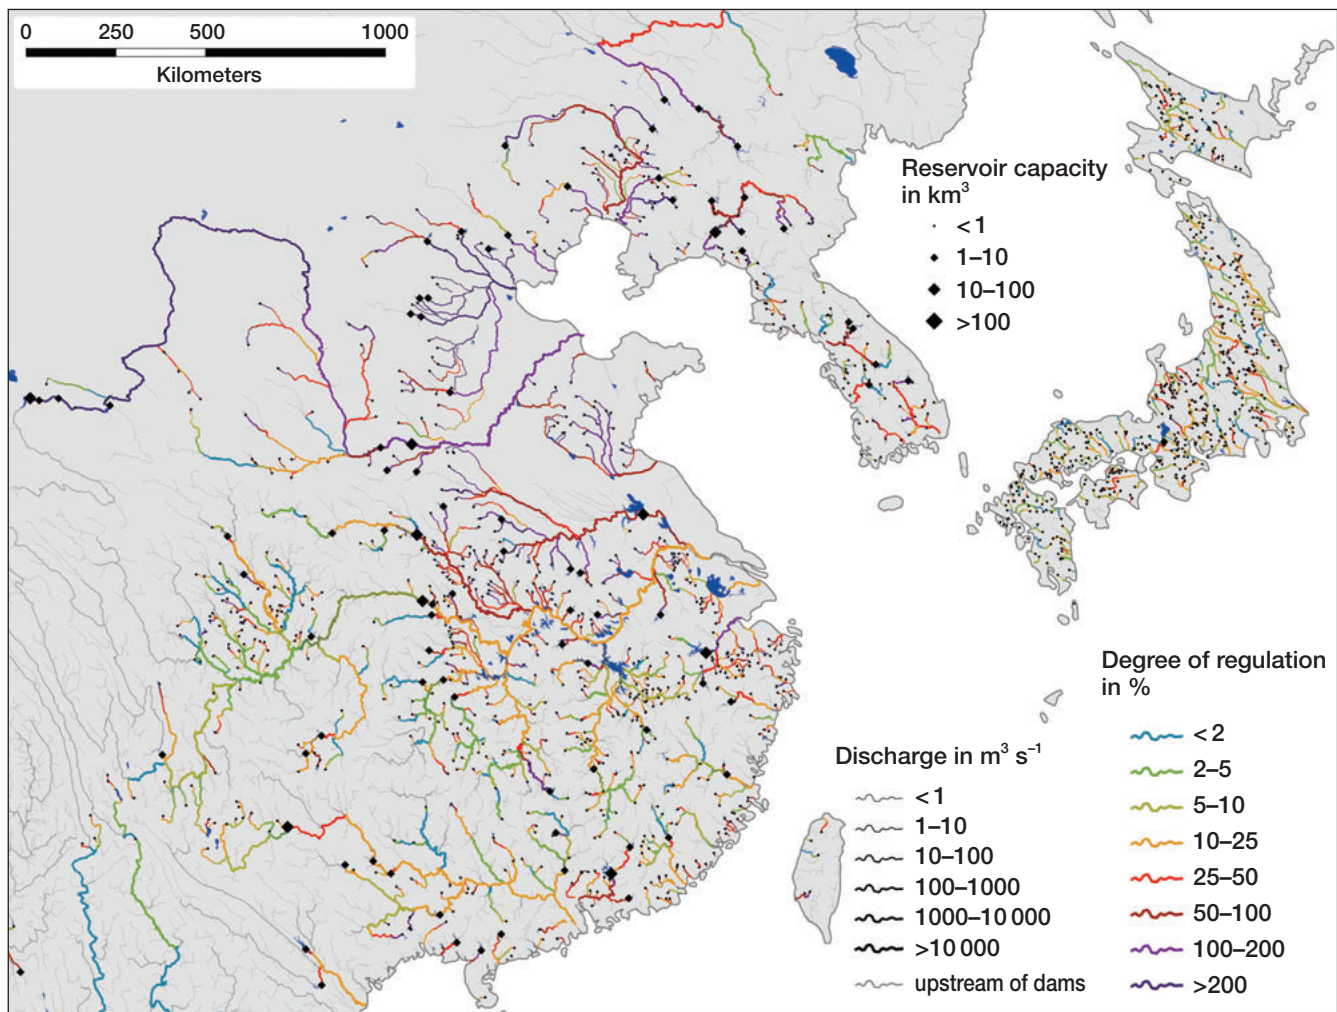 0 250 500 1000
Kilometers
Reservoir capacity
in km³
< 1
1–10
10–100
>100
Degree of regulation
in %
< 2
2–5
5–10
10–25
25–50
50–100
100–200
>200
Discharge in m³ s⁻¹
< 1
1–10
10–100
100–1000
1000–10 000
>10 000
upstream of dams